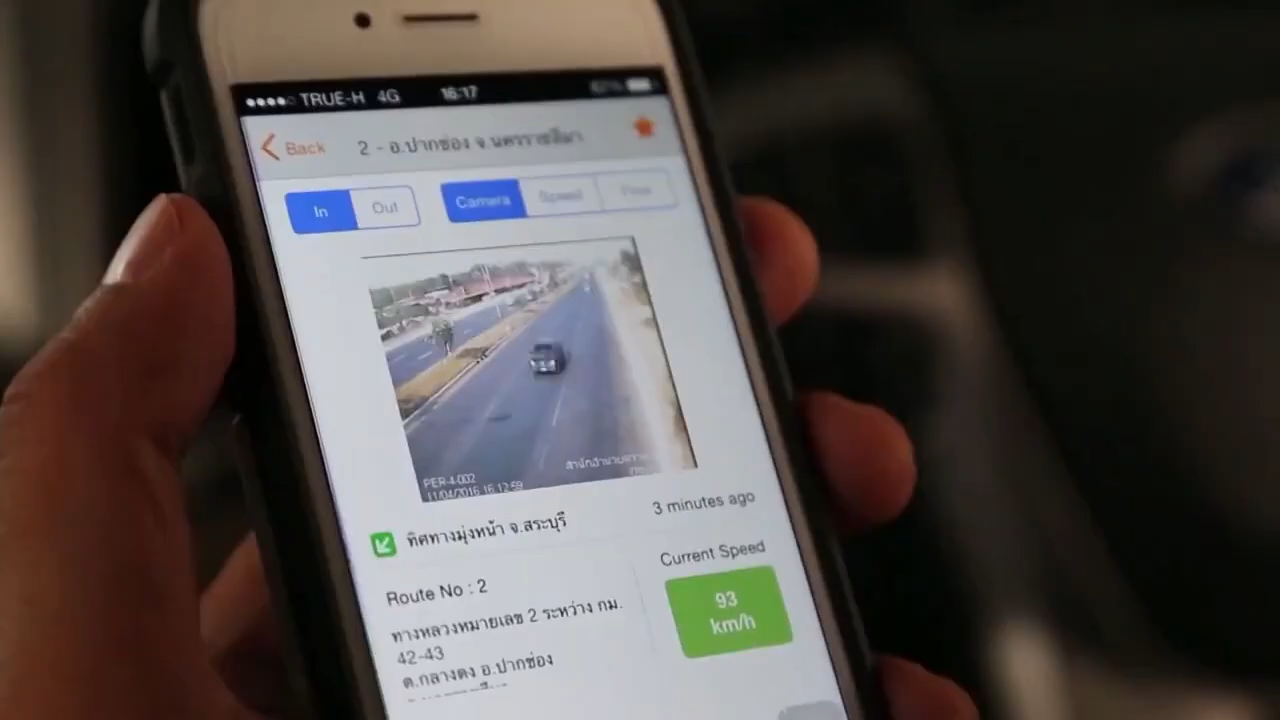 TRUE-H 4G 16:17
Back 2 - อ.ปากช่อง จ.นครราชสีมา
In Out Camera Speed Flow
PER-4-002
11/04/2016 16:12:59
3 minutes ago
ทิศทางมุ่งหน้า จ.สระบุรี
Current Speed
Route No : 2
93
km/h
ทางหลวงหมายเลข 2 ระหว่าง กม.
42-43
ต.กลางดง อ.ปากช่อง